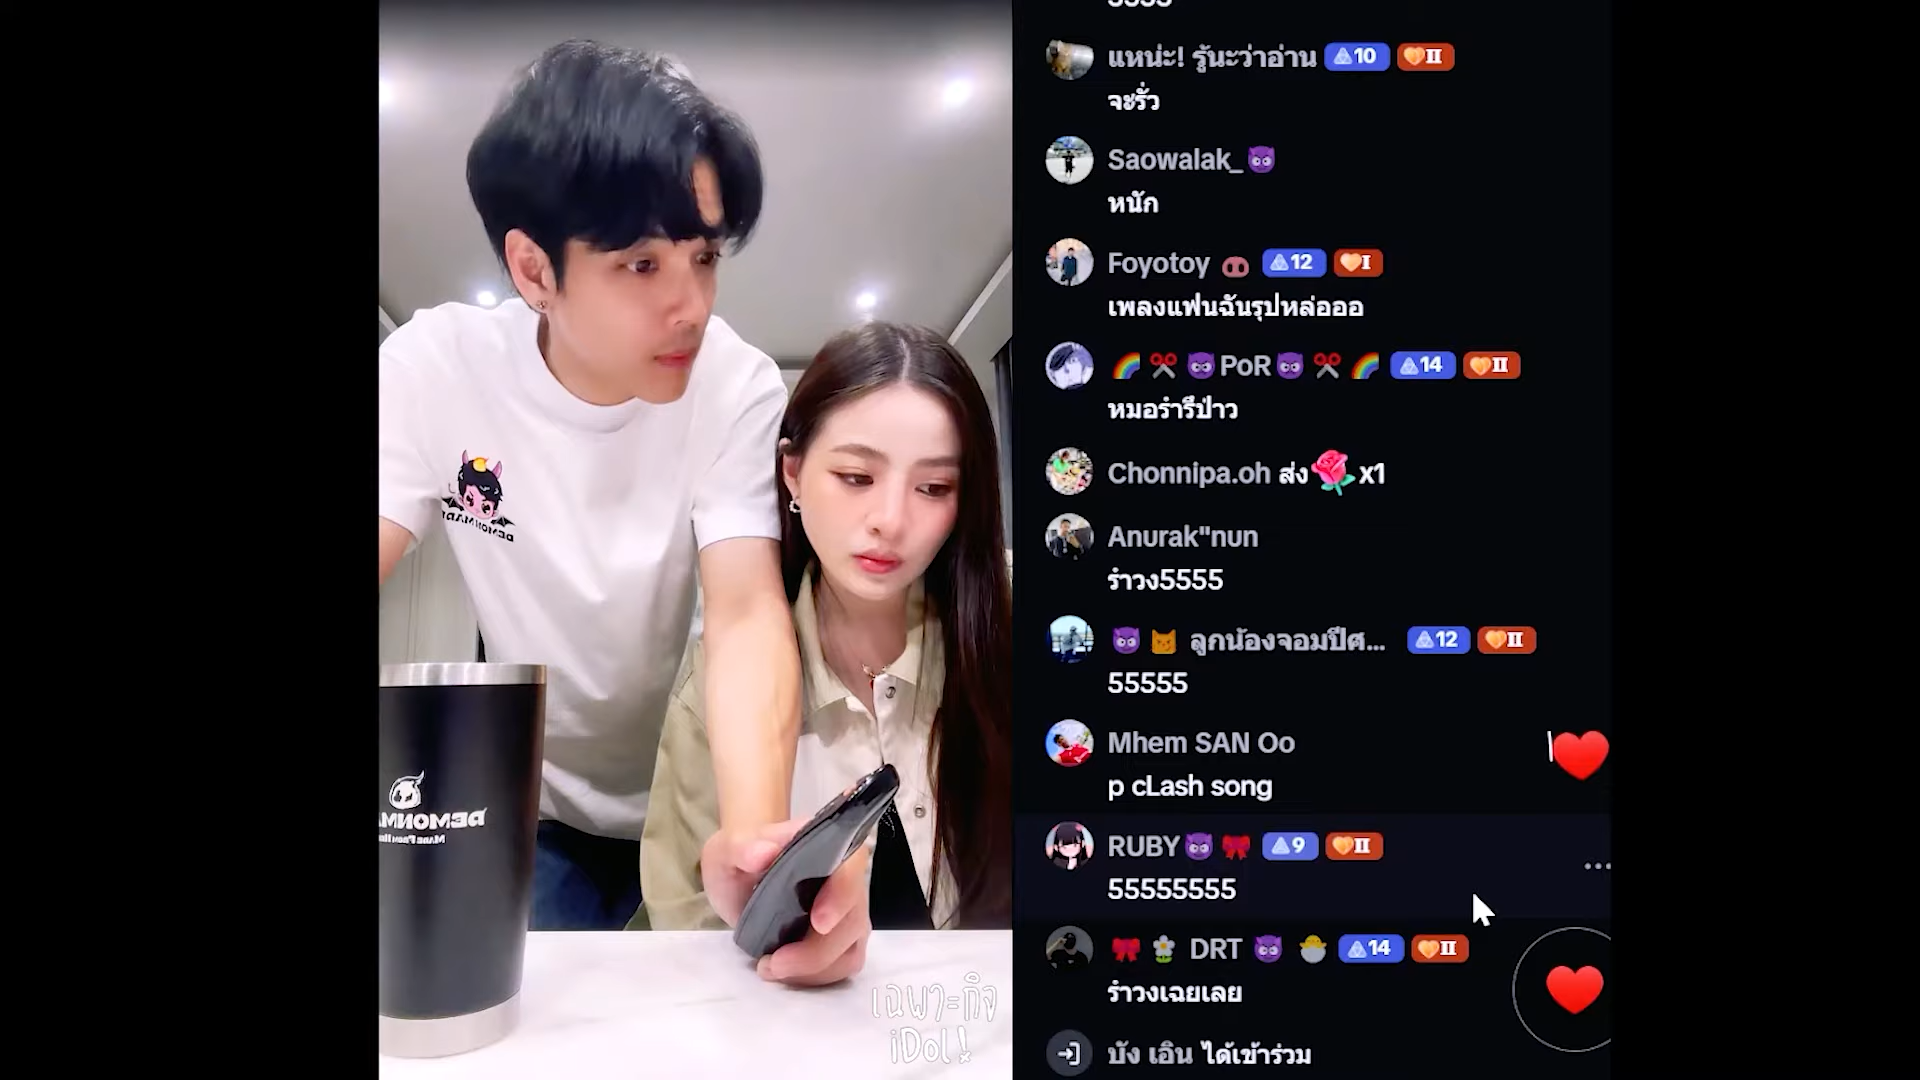 5555
แหน่ะ! รู้นะว่าอ่าน 10 II
จะรั่ว
Saowalak_
หนัก
Foyotoy 12 I
เพลงแฟนฉันรุปหล่อออ
PoR 14 II
หมอรำรึป่าว
Chonnipa.oh ส่ง x1
Anurak"nun
รำวง5555
ลูกน้องจอมปีศ... 12 II
55555
Mhem SAN Oo
p cLash song
RUBY 9 II
55555555
DRT 14 II
รำวงเฉยเลย
บัง เอิน ได้เข้าร่วม
เฉพาะกิจ
iDol!